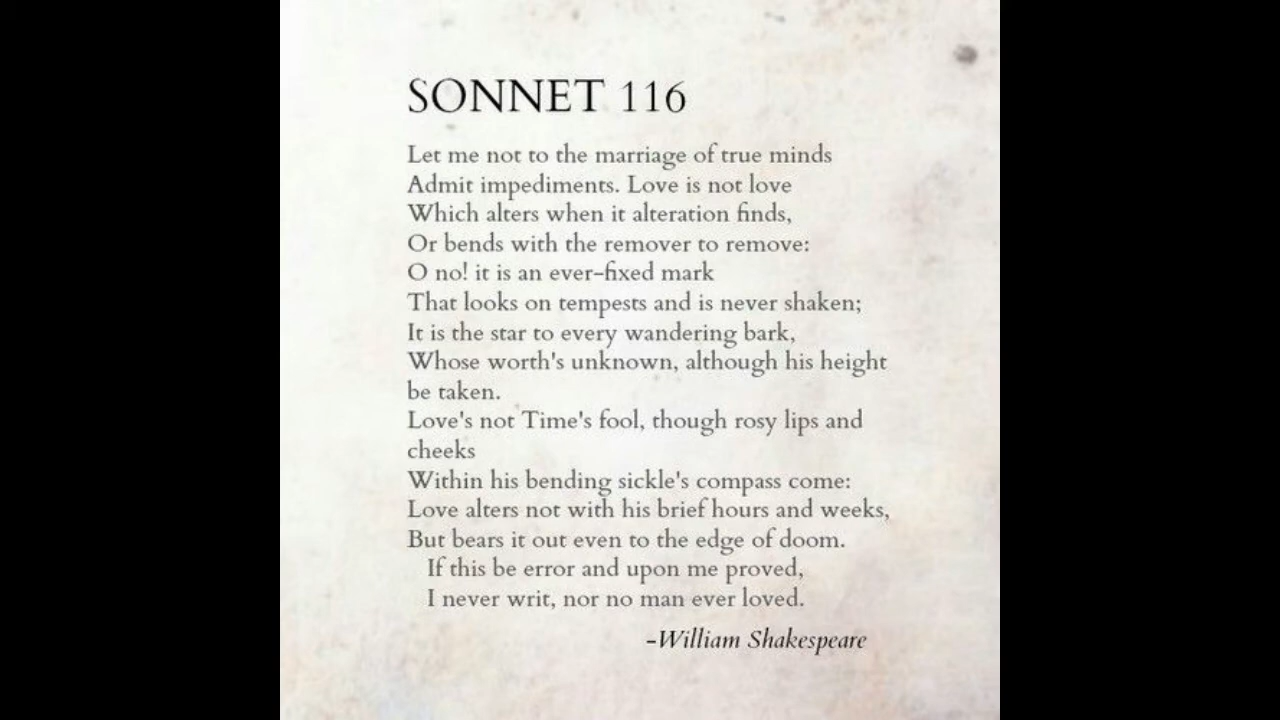 SONNET 116
Let me not to the marriage of true minds
Admit impediments. Love is not love
Which alters when it alteration finds,
Or bends with the remover to remove:
O no! it is an ever-fixed mark
That looks on tempests and is never shaken;
It is the star to every wandering bark,
Whose worth's unknown, although his height
be taken.
Love's not Time's fool, though rosy lips and
cheeks
Within his bending sickle's compass come:
Love alters not with his brief hours and weeks,
But bears it out even to the edge of doom.
If this be error and upon me proved,
I never writ, nor no man ever loved.
-William Shakespeare